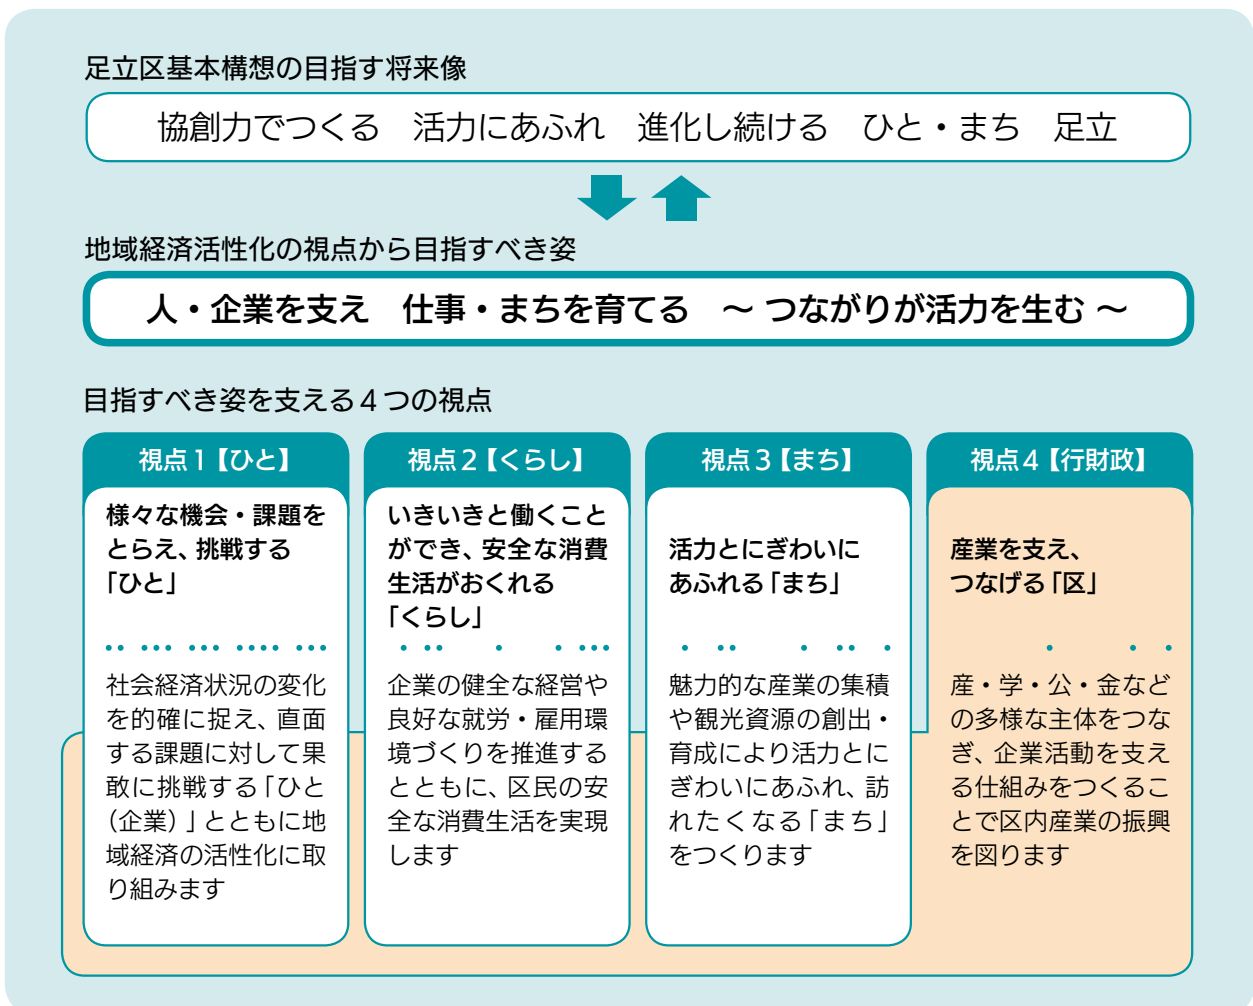 足立区基本構想の目指す将来像
協創力でつくる　活力にあふれ　進化し続ける　ひと・まち　足立
地域経済活性化の視点から目指すべき姿
人・企業を支え　仕事・まちを育てる　～ つながりが活力を生む ～
目指すべき姿を支える4つの視点
視点1【ひと】
様々な機会・課題を
とらえ、挑戦する
「ひと」
社会経済状況の変化
を的確に捉え、直面
する課題に対して果
敢に挑戦する「ひと
（企業）」とともに地
域経済の活性化に取
り組みます
視点2【くらし】
いきいきと働くこと
ができ、安全な消費
生活がおくれる
「くらし」
企業の健全な経営や
良好な就労・雇用環
境づくりを推進する
とともに、区民の安
全な消費生活を実現
します
視点3【まち】
活力とにぎわいに
あふれる「まち」
魅力的な産業の集積
や観光資源の創出・
育成により活力とに
ぎわいにあふれ、訪
れたくなる「まち」
をつくります
視点4【行財政】
産業を支え、
つなげる「区」
産・学・公・金など
の多様な主体をつな
ぎ、企業活動を支え
る仕組みをつくるこ
とで区内産業の振興
を図ります